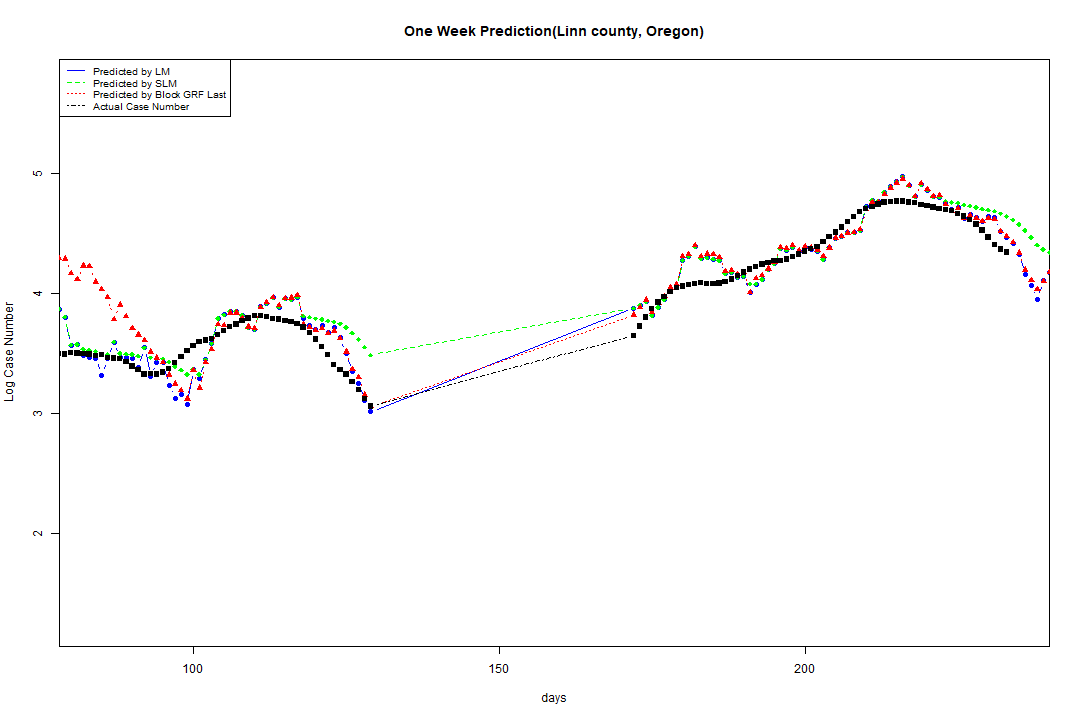 One Week Prediction(Linn county, Oregon)
Predicted by LM
Predicted by SLM
Predicted by Block GRF Last
Actual Case Number
5
4
3
2
Log Case Number
100 150 200
days